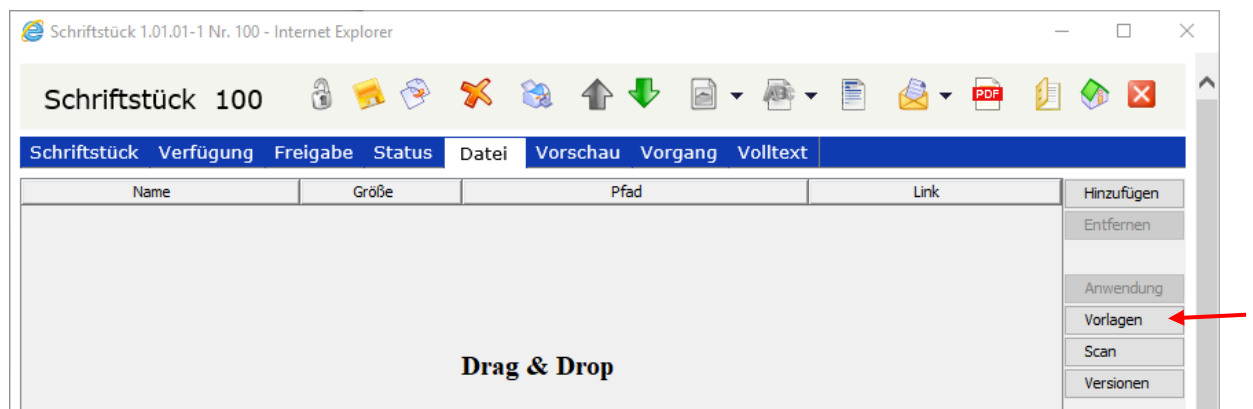 Schriftstück 1.01.01-1 Nr. 100 - Internet Explorer
Schriftstück 100
PDF
Schriftstück Verfügung Freigabe Status Datei Vorschau Vorgang Volltext
Name Größe Pfad Link
Hinzufügen
Entfernen
Anwendung
Vorlagen
Scan
Drag & Drop
Versionen